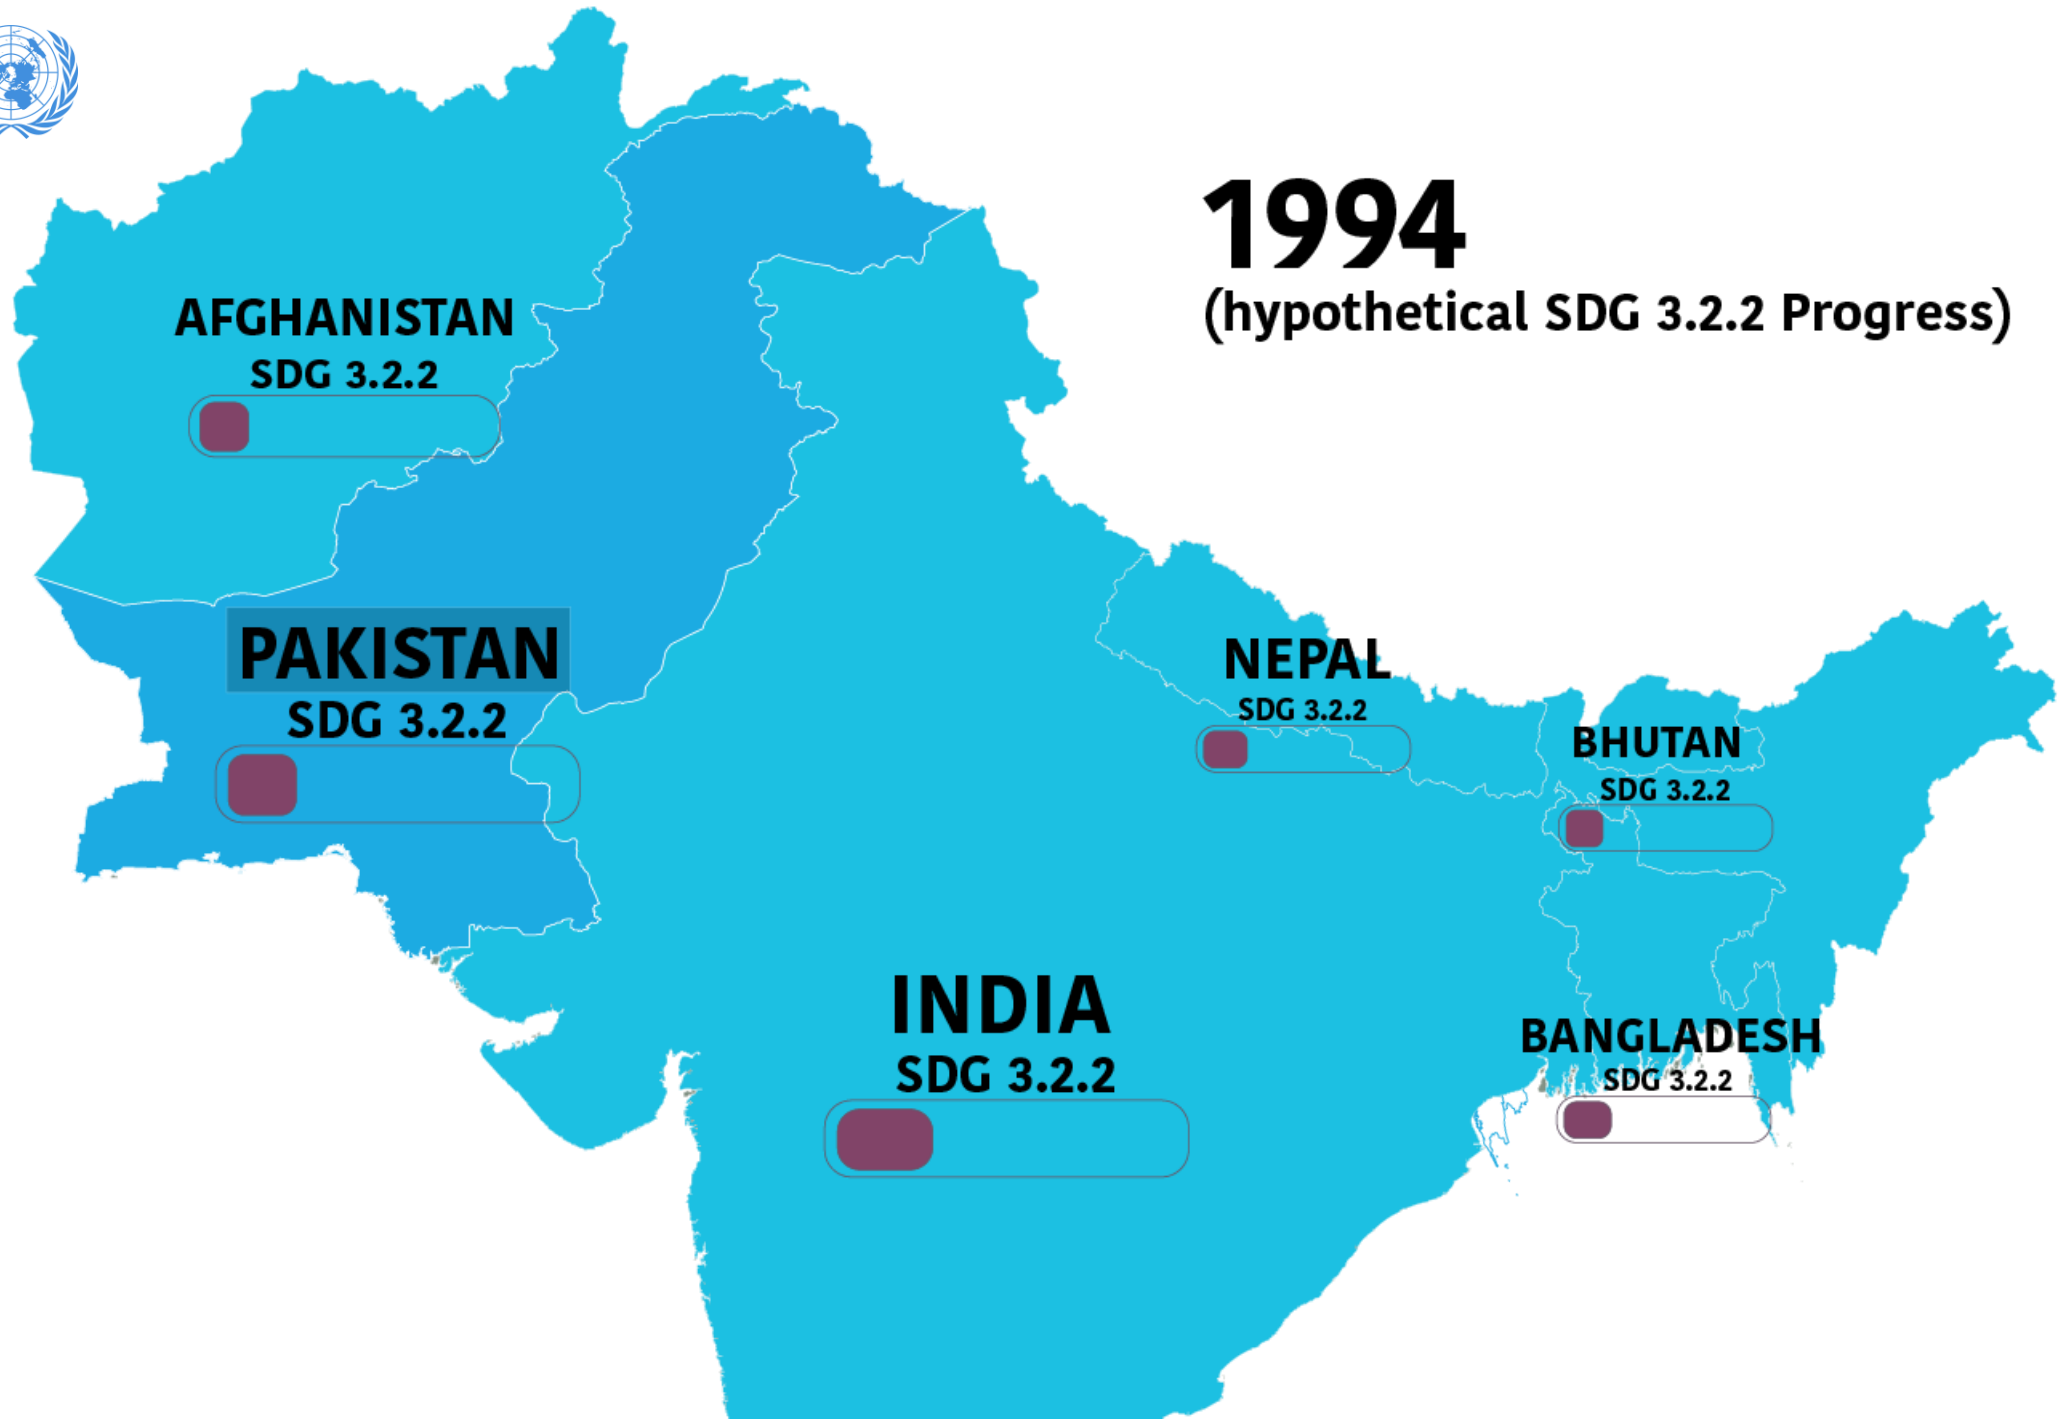 1994
(hypothetical SDG 3.2.2 Progress)
AFGHANISTAN
SDG 3.2.2
PAKISTAN
SDG 3.2.2
NEPAL
SDG 3.2.2
BHUTAN
SDG 3.2.2
INDIA
SDG 3.2.2
BANGLADESH
SDG 3.2.2